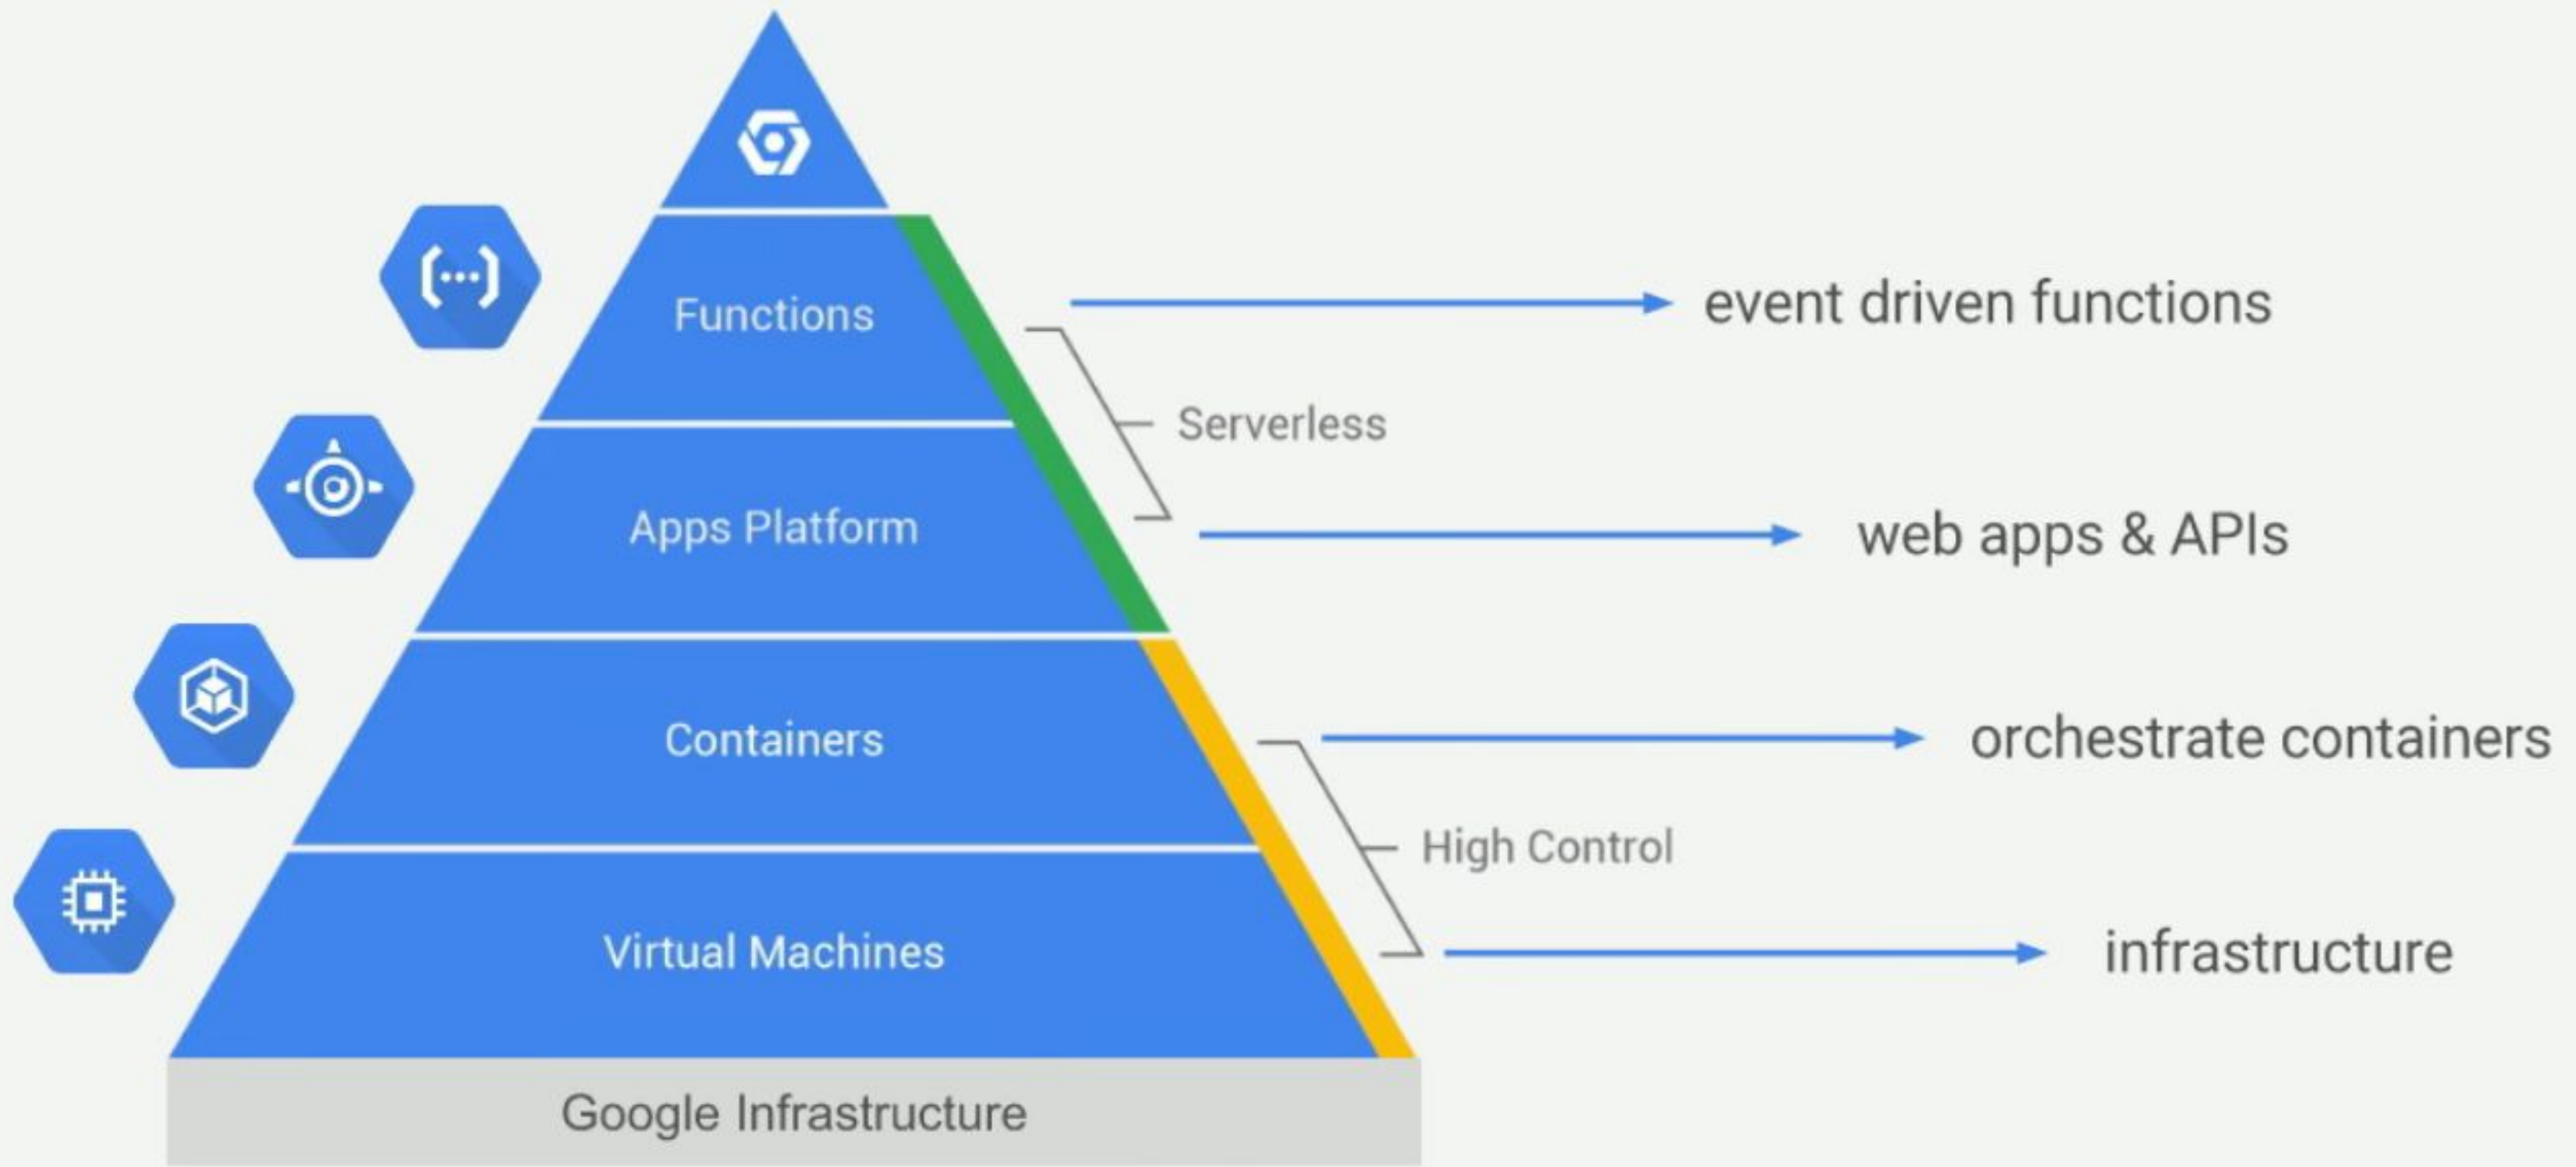 Functions
event driven functions
Serverless
Apps Platform
web apps & APIs
Containers
orchestrate containers
High Control
Virtual Machines
infrastructure
Google Infrastructure